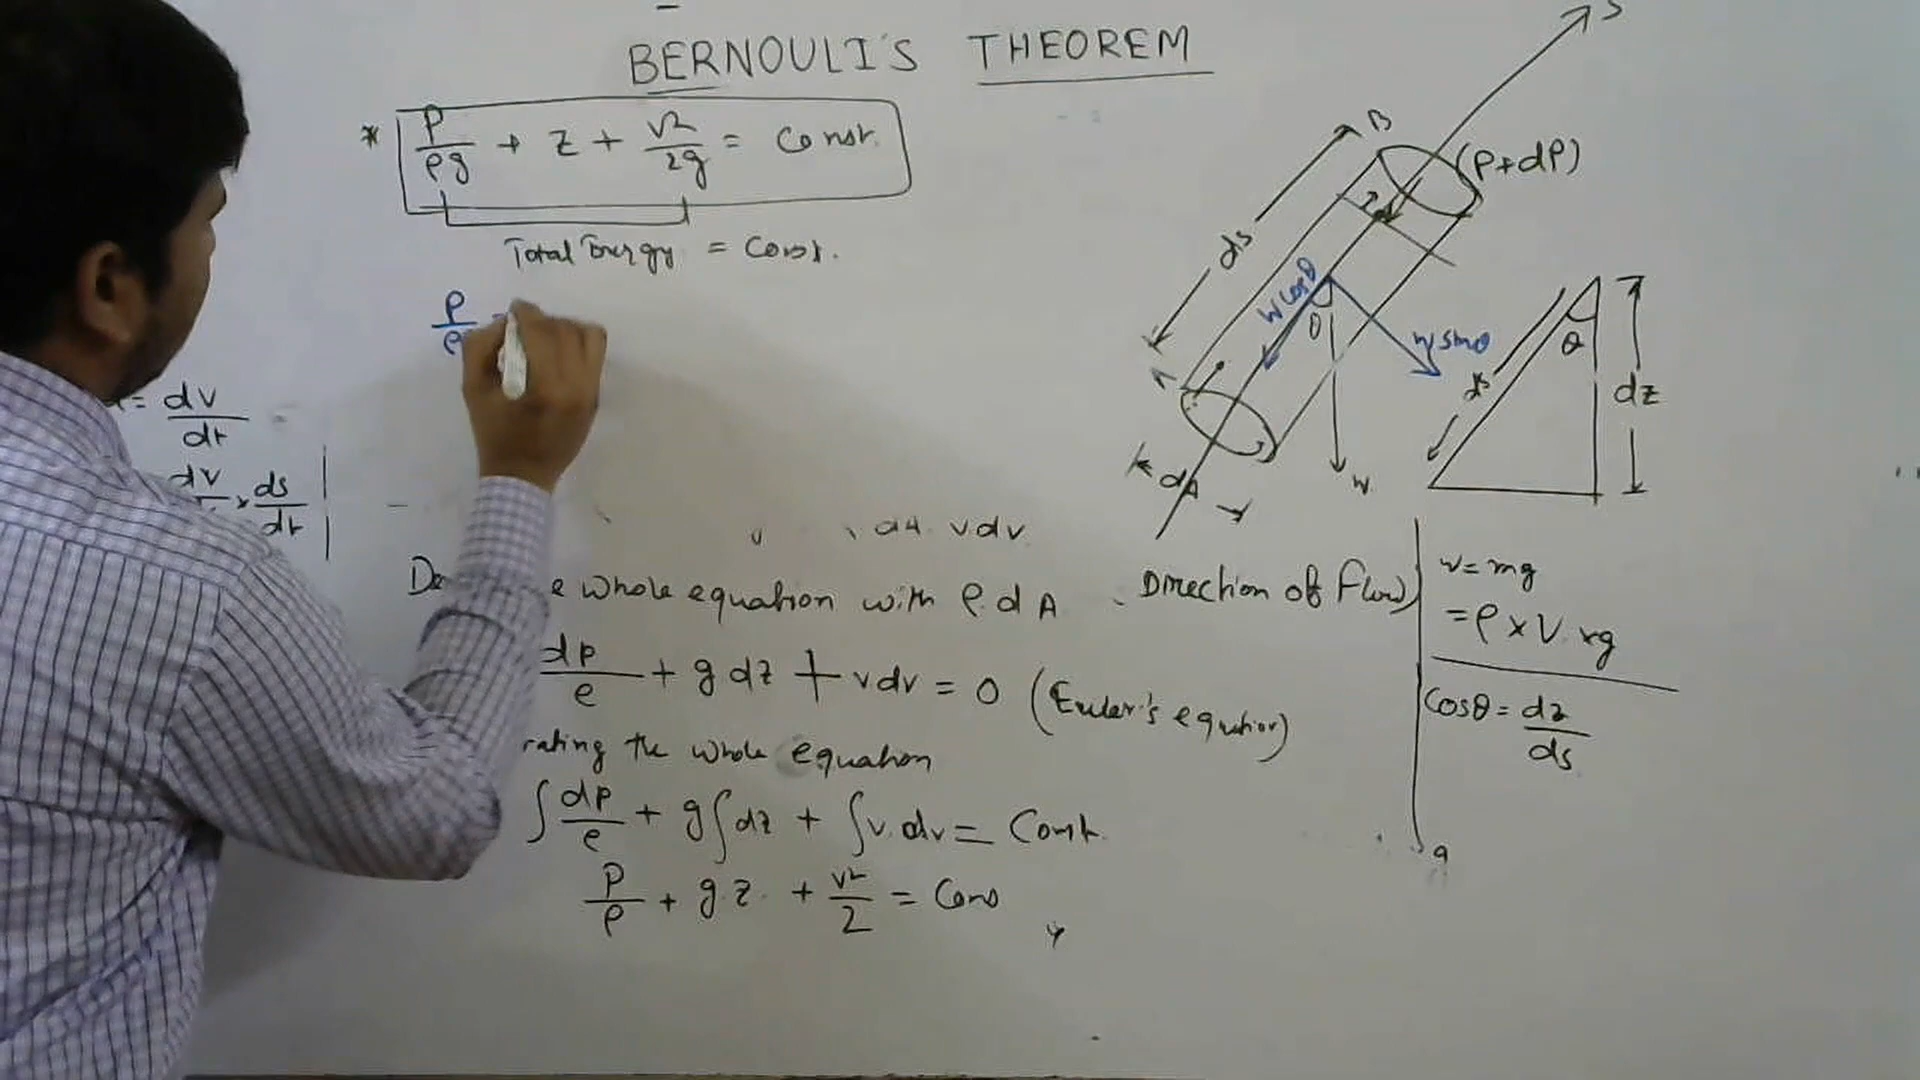 BERNOULI'S THEOREM
* P/ρg + Z + V²/2g = Const.
Total Energy = Const.
P/ρ
= dv/dt
dv × ds/dt
dA vdv
whole equation with ρ.dA
dp/ρ + g dz + vdv = 0 (Euler's equation)
rating the whole equation
∫dp/ρ + g∫dz + ∫v.dv = Const.
P/ρ + g.z. + v²/2 = Cons
S
B
(P+dP)
ds
W cosθ
W sinθ
θ
A
dA
W
ds
θ
dz
Direction of Flow)
W = mg
= ρ × V × g
Cosθ = dz/ds